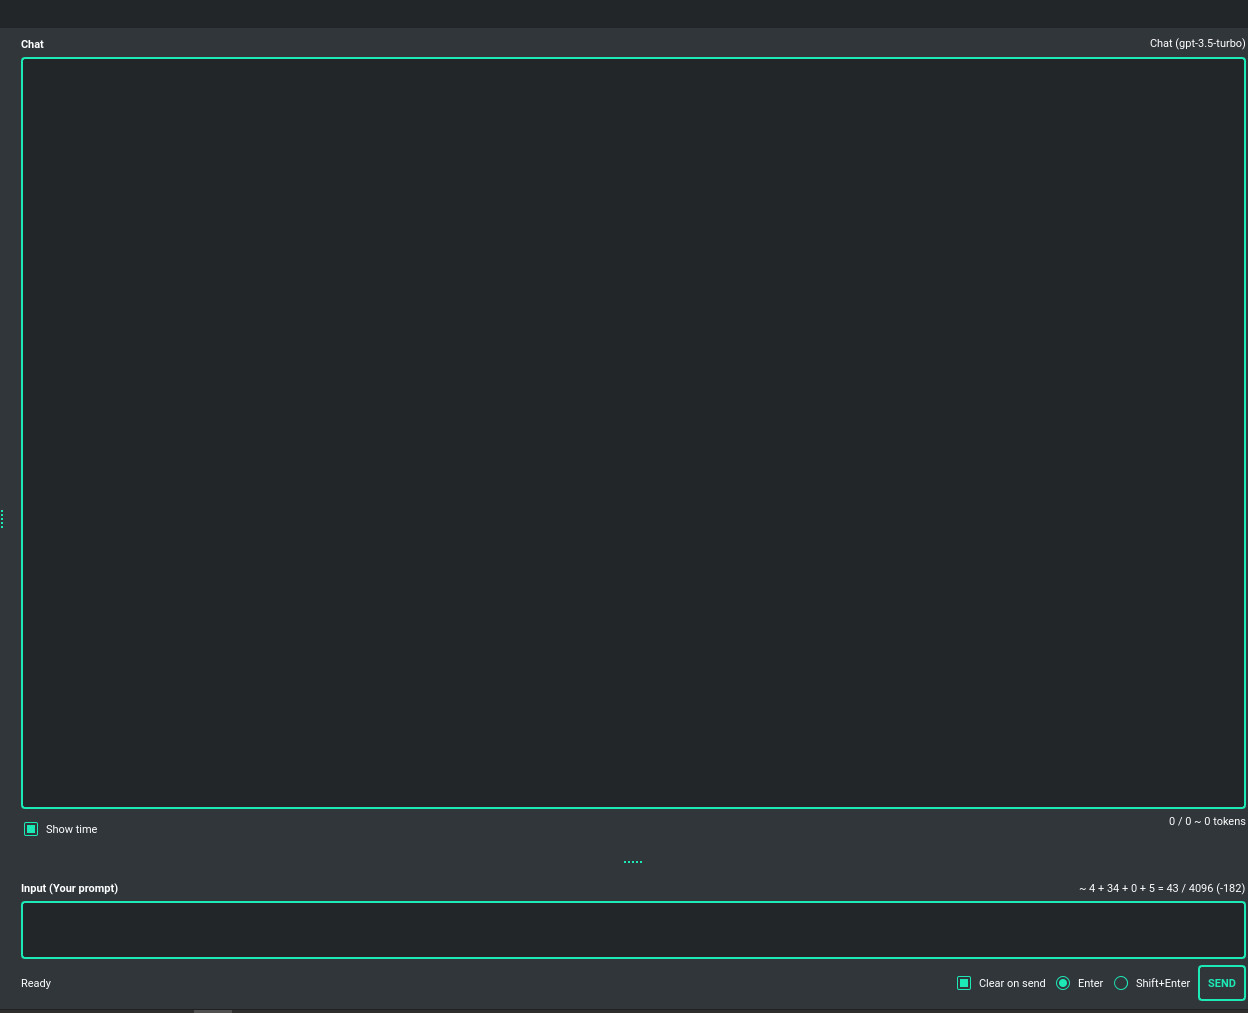 Chat
Chat (gpt-3.5-turbo)
Show time
0 / 0 ~ 0 tokens
Input (Your prompt)
~ 4 + 34 + 0 + 5 = 43 / 4096 (-182)
Ready
Clear on send
Enter
Shift+Enter
SEND